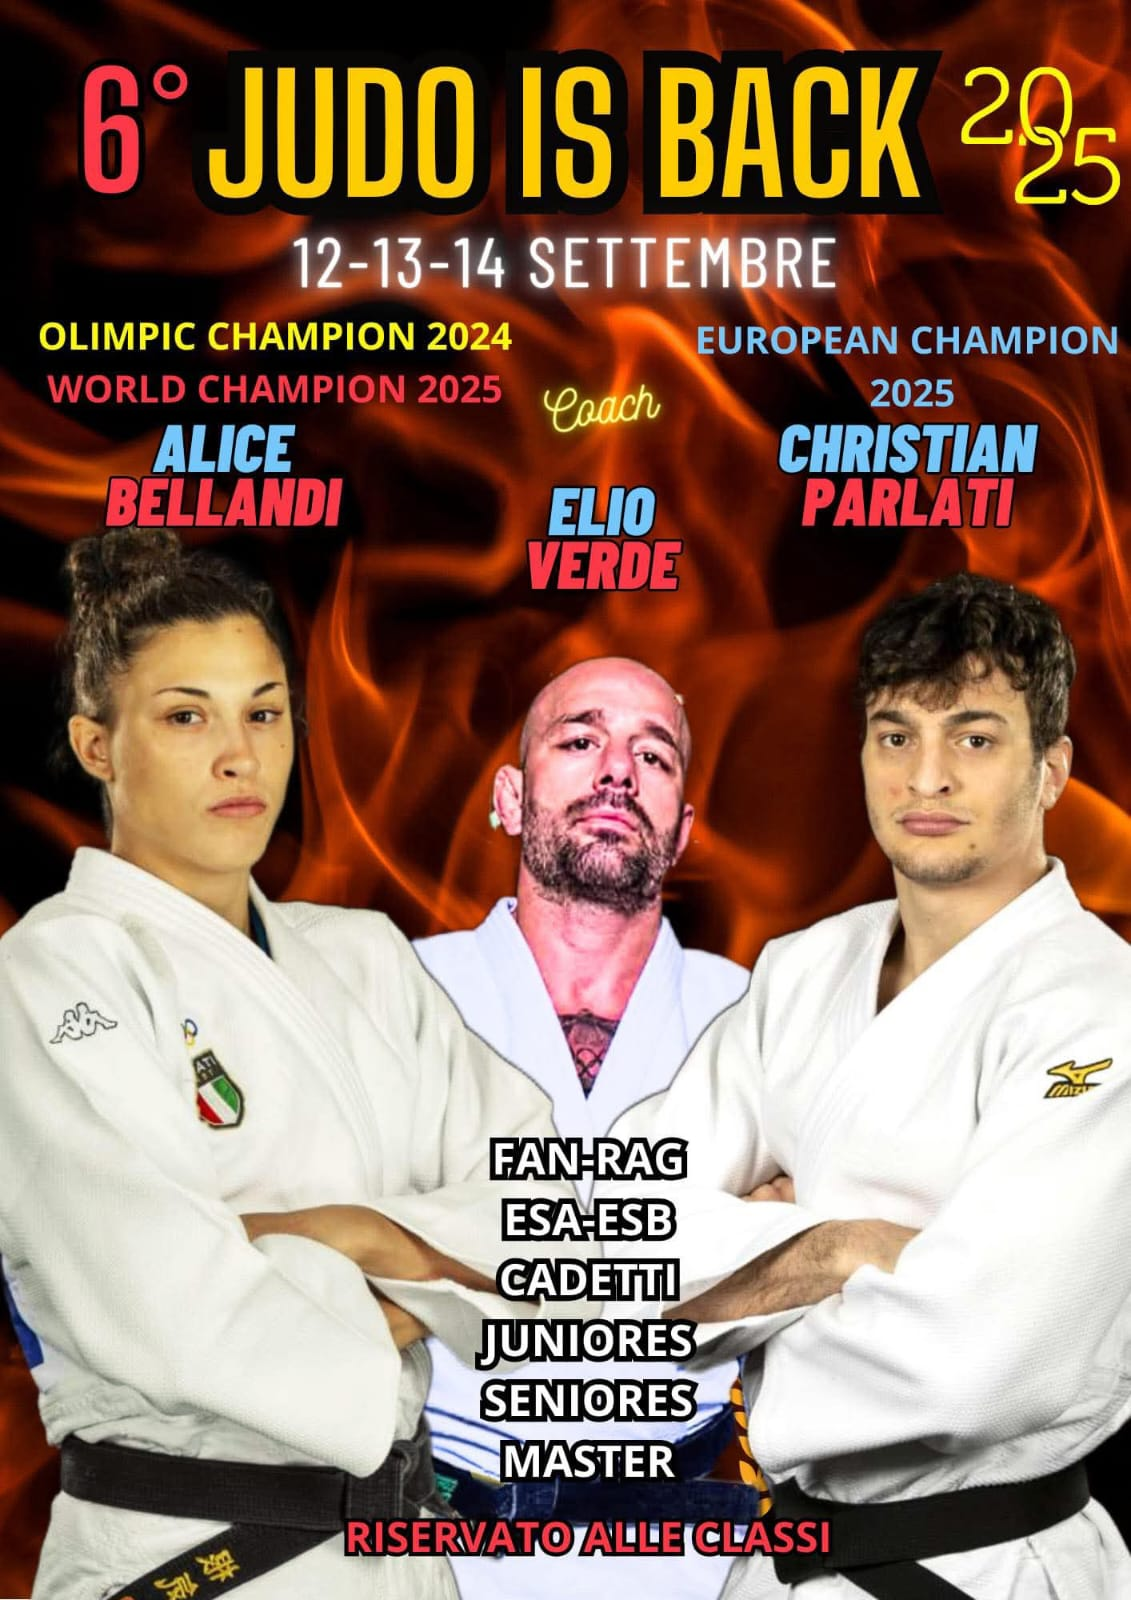 6° JUDO IS BACK 2025
12-13-14 SETTEMBRE
OLIMPIC CHAMPION 2024
WORLD CHAMPION 2025
ALICE
BELLANDI
Coach
ELIO
VERDE
EUROPEAN CHAMPION
2025
CHRISTIAN
PARLATI
MIZU
FAN-RAG
ESA-ESB
CADETTI
JUNIORES
SENIORES
MASTER
RISERVATO ALLE CLASSI